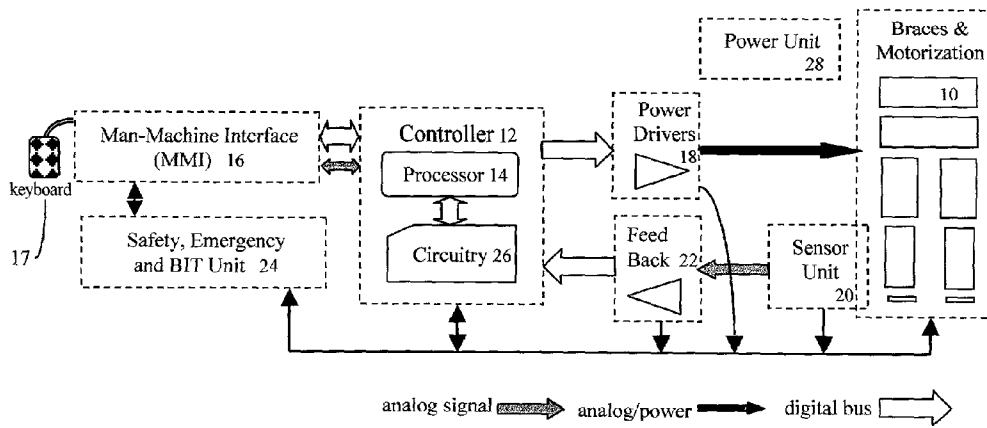 Braces &
Motorization
10
Power Unit
28
Power
Drivers
18
Controller 12
Processor 14
Circuitry 26
Man-Machine Interface
(MMI) 16
keyboard
17
Safety, Emergency
and BIT Unit 24
Feed
Back 22
Sensor
Unit
20
analog signal
analog/power
digital bus